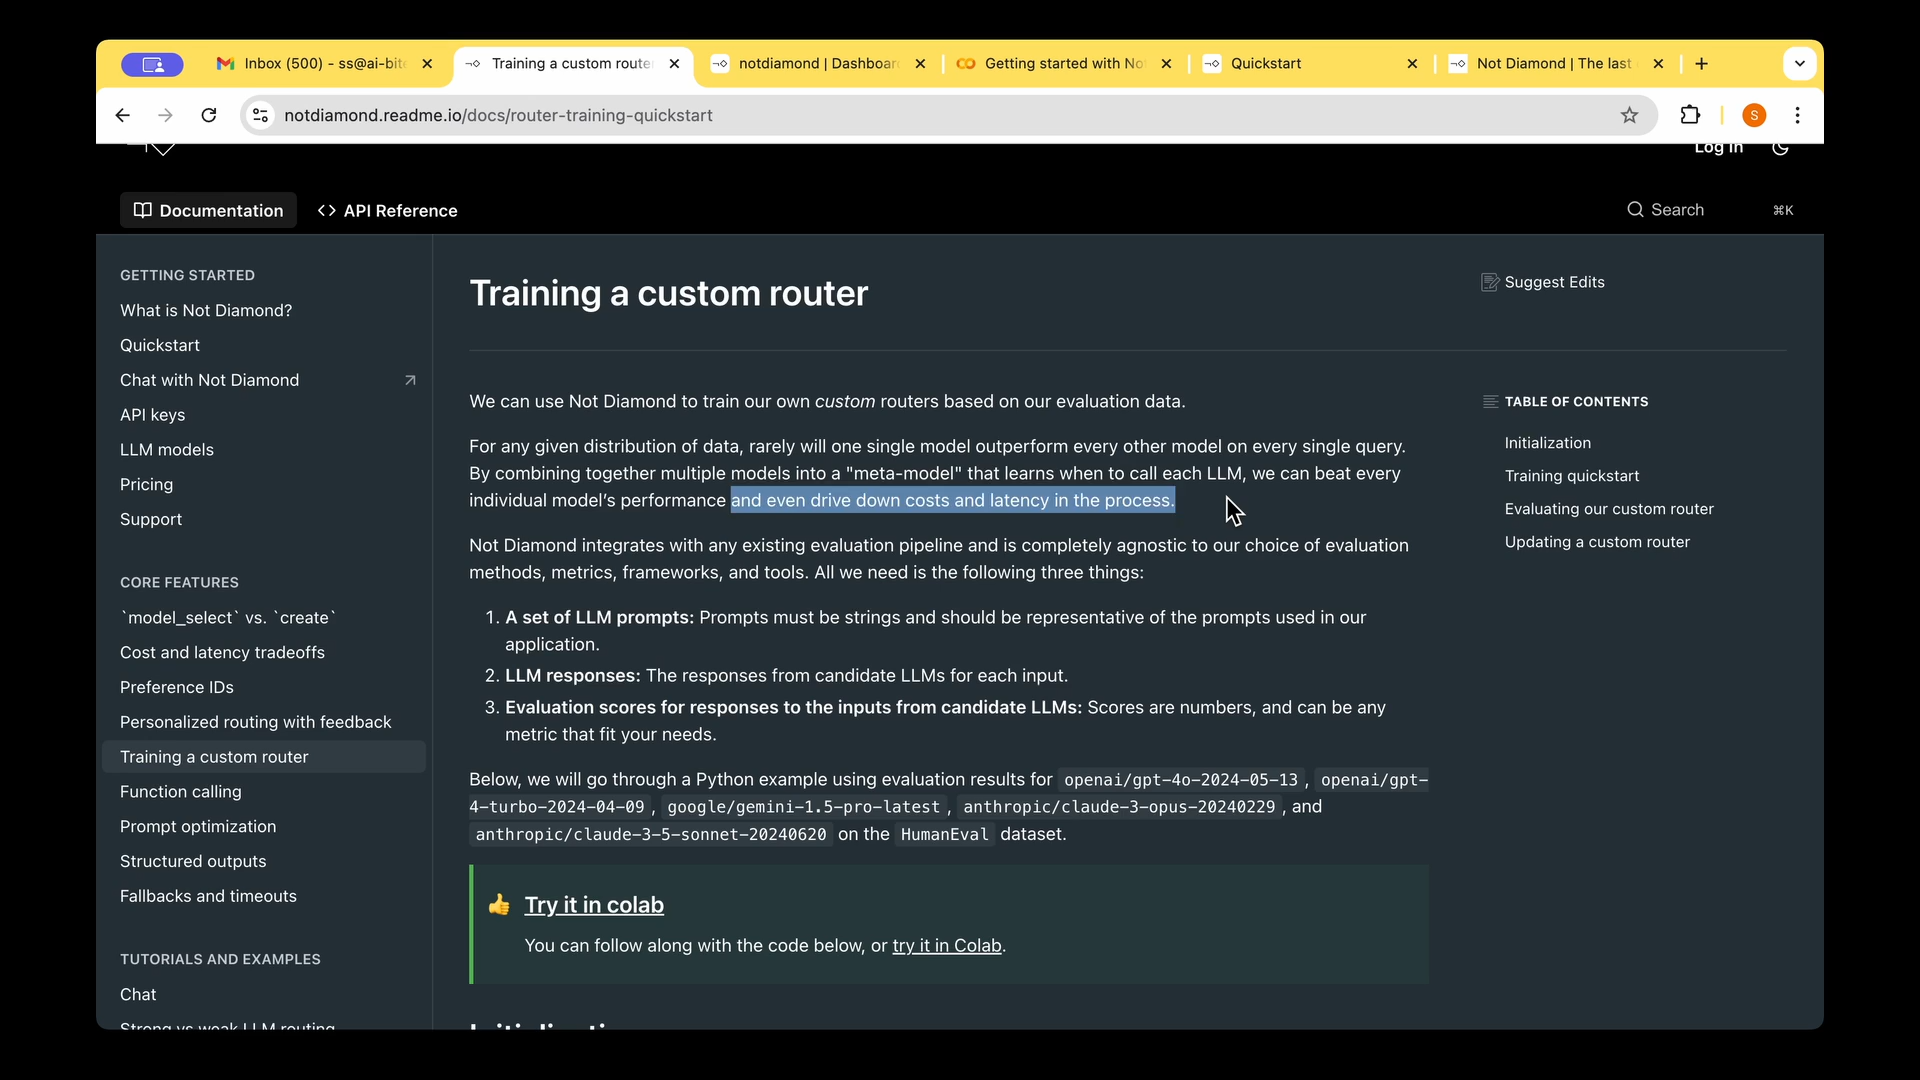 Inbox (500) - ss@ai-bite
Training a custom route
notdiamond | Dashboar
Getting started with No
Quickstart
Not Diamond | The last
notdiamond.readme.io/docs/router-training-quickstart
S
Log In
Documentation
<> API Reference
Search
⌘K
GETTING STARTED
What is Not Diamond?
Quickstart
Chat with Not Diamond
API keys
LLM models
Pricing
Support
CORE FEATURES
`model_select` vs. `create`
Cost and latency tradeoffs
Preference IDs
Personalized routing with feedback
Training a custom router
Function calling
Prompt optimization
Structured outputs
Fallbacks and timeouts
TUTORIALS AND EXAMPLES
Chat
Strong vs weak LLM routing
Training a custom router
We can use Not Diamond to train our own custom routers based on our evaluation data.
For any given distribution of data, rarely will one single model outperform every other model on every single query.
By combining together multiple models into a "meta-model" that learns when to call each LLM, we can beat every
individual model’s performance and even drive down costs and latency in the process.
Not Diamond integrates with any existing evaluation pipeline and is completely agnostic to our choice of evaluation
methods, metrics, frameworks, and tools. All we need is the following three things:
1. A set of LLM prompts: Prompts must be strings and should be representative of the prompts used in our
application.
2. LLM responses: The responses from candidate LLMs for each input.
3. Evaluation scores for responses to the inputs from candidate LLMs: Scores are numbers, and can be any
metric that fit your needs.
Below, we will go through a Python example using evaluation results for openai/gpt-4o-2024-05-13 , openai/gpt-
4-turbo-2024-04-09 , google/gemini-1.5-pro-latest , anthropic/claude-3-opus-20240229 , and
anthropic/claude-3-5-sonnet-20240620 on the HumanEval dataset.
👍 Try it in colab
You can follow along with the code below, or try it in Colab.
Suggest Edits
TABLE OF CONTENTS
Initialization
Training quickstart
Evaluating our custom router
Updating a custom router